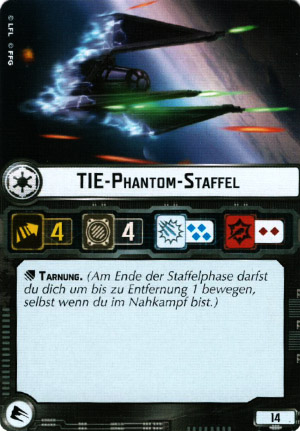 © LFL © FFG
TIE-PHANTOM-STAFFEL
4
4
TARNUNG. (Am Ende der Staffelphase darfst
du dich um bis zu Entfernung 1 bewegen,
selbst wenn du im Nahkampf bist.)
14